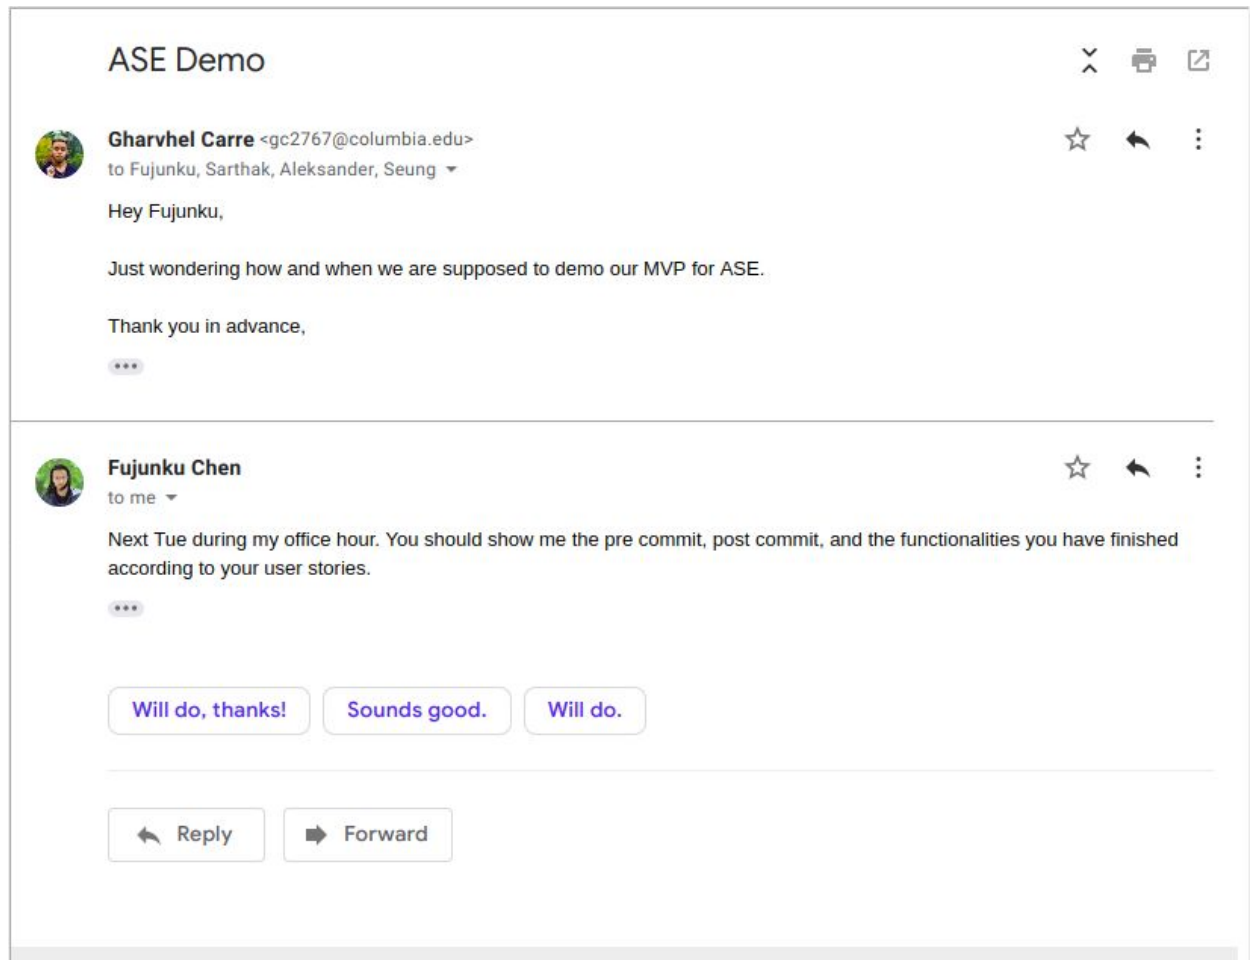 ASE Demo
Gharvhel Carre <gc2767@columbia.edu>
to Fujunku, Sarthak, Aleksander, Seung
Hey Fujunku,
Just wondering how and when we are supposed to demo our MVP for ASE.
Thank you in advance,
Fujunku Chen
to me
Next Tue during my office hour. You should show me the pre commit, post commit, and the functionalities you have finished
according to your user stories.
Will do, thanks! Sounds good. Will do.
Reply Forward